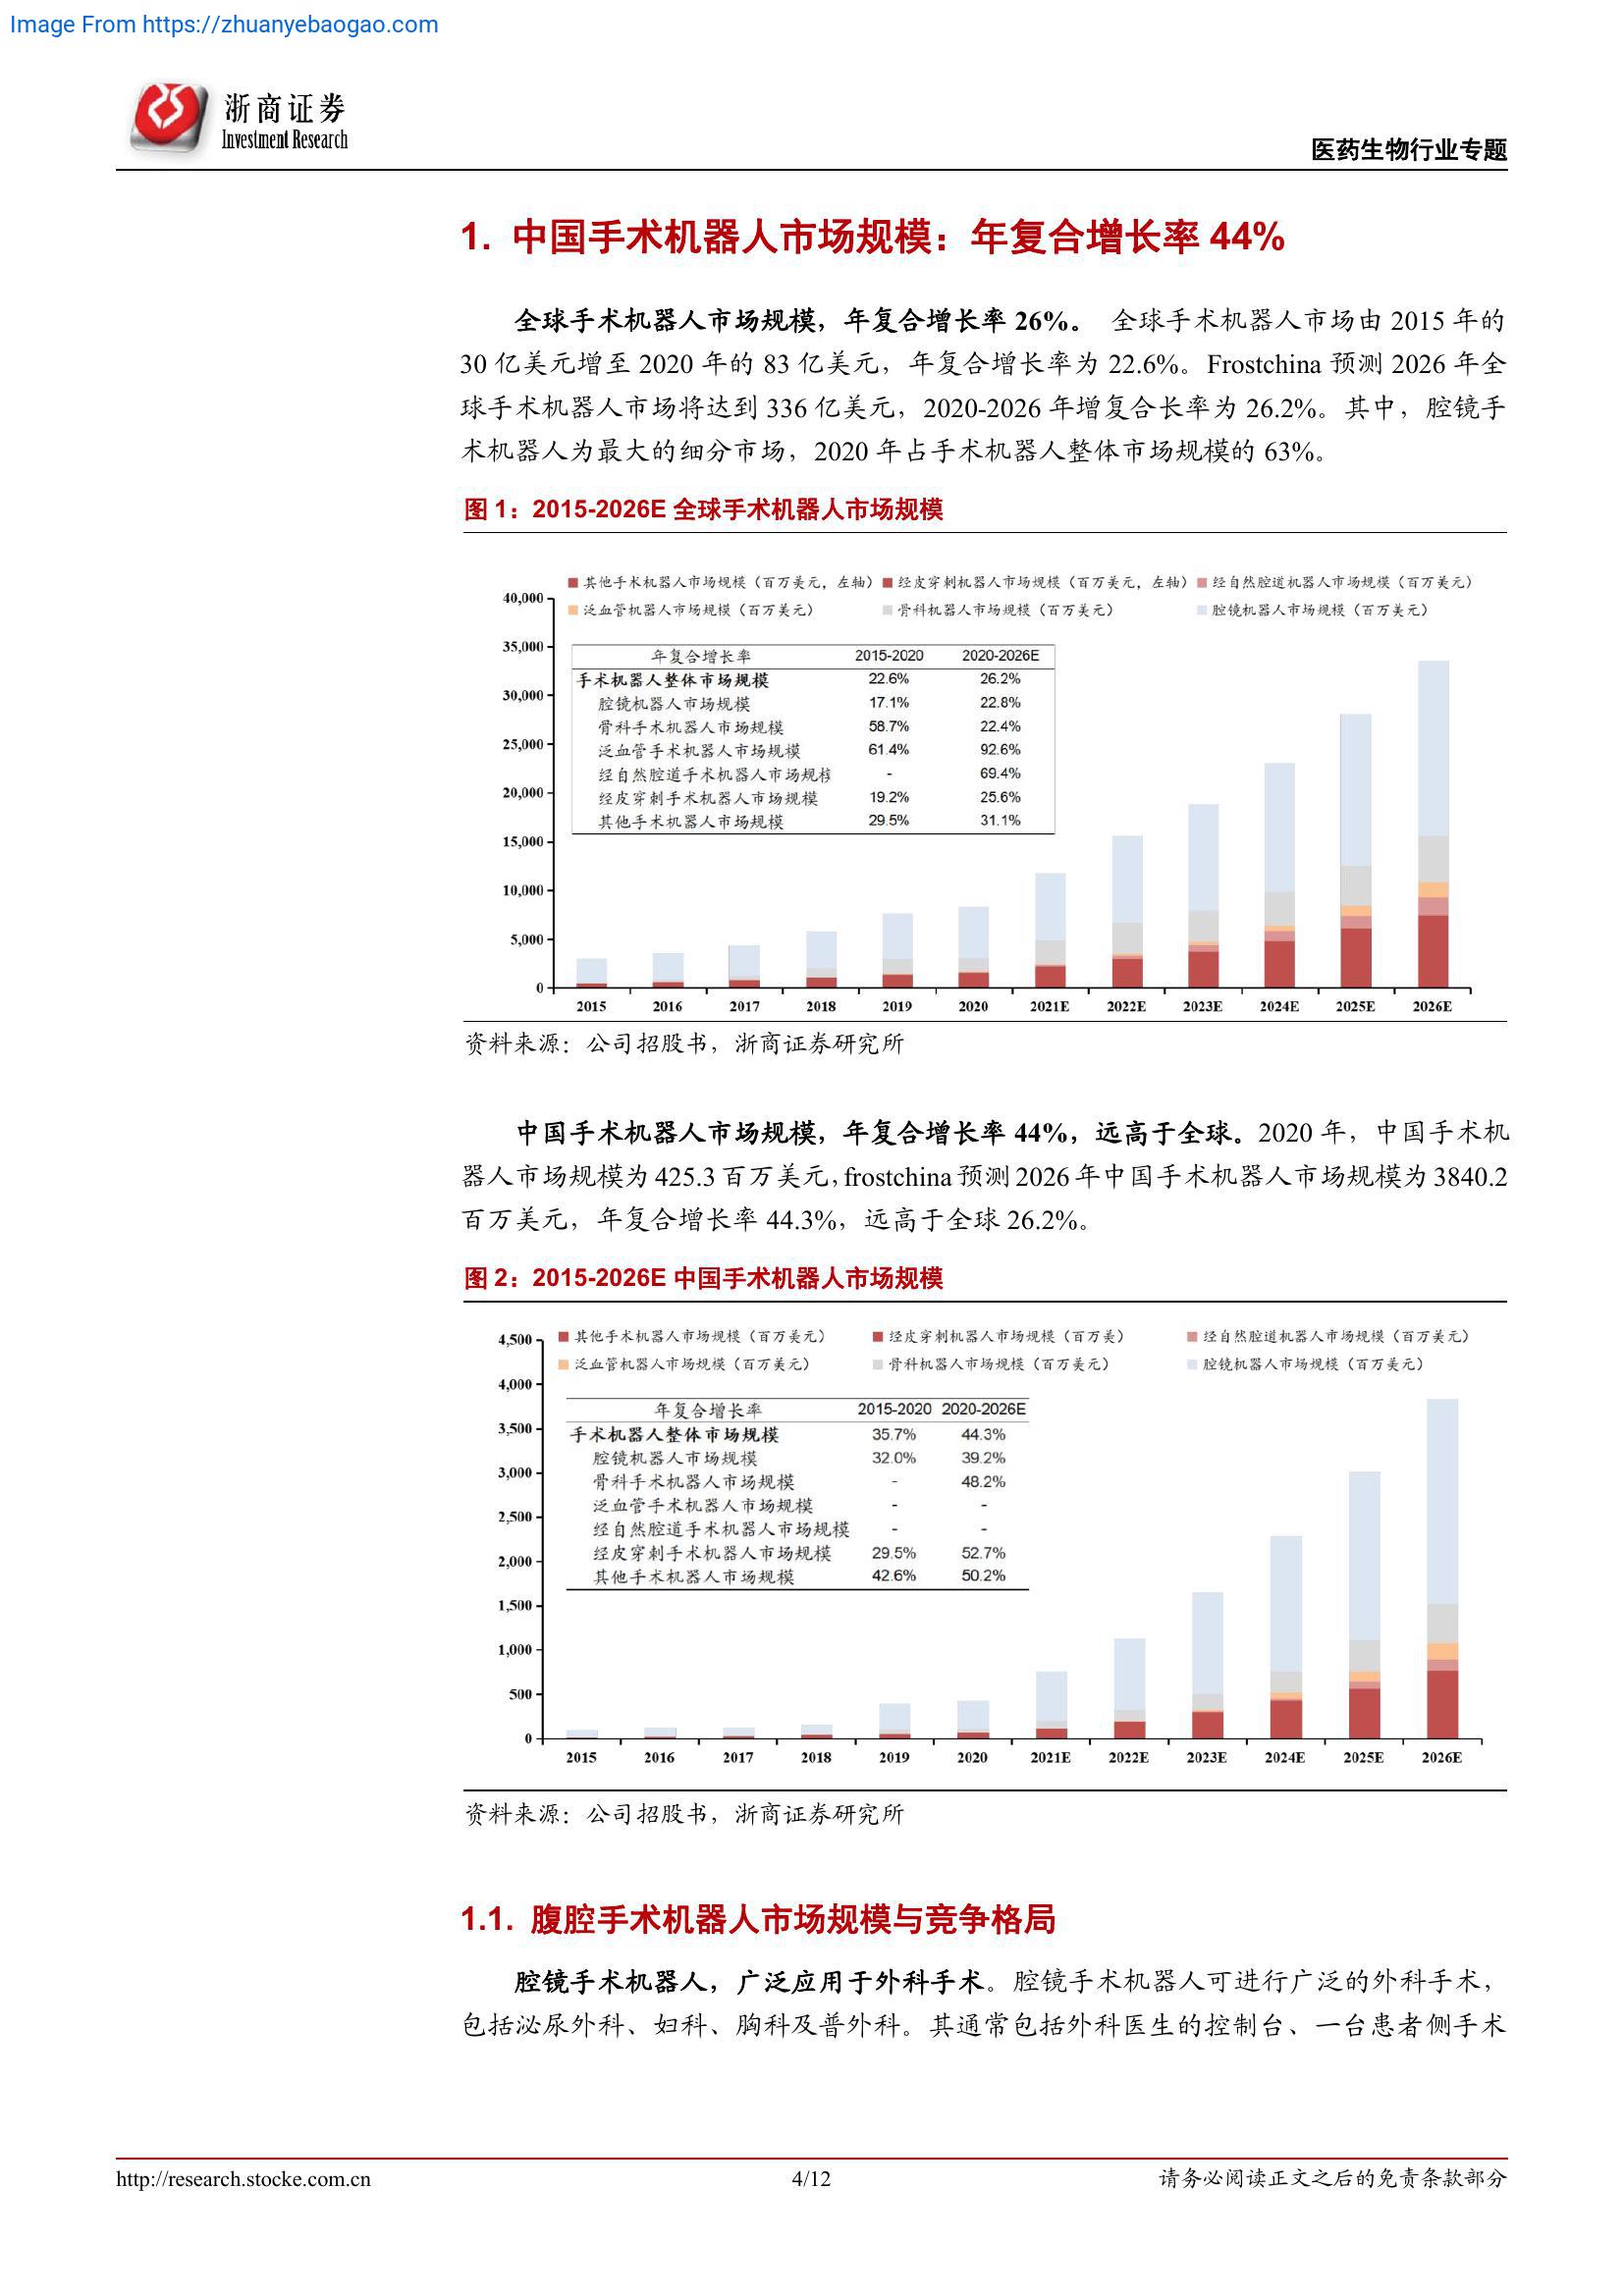 Image From https://zhuanyebaogao.com
浙商证券
Investment Research
医药生物行业专题
1. 中国手术机器人市场规模：年复合增长率 44%
全球手术机器人市场规模，年复合增长率 26%。 全球手术机器人市场由 2015 年的
30 亿美元增至 2020 年的 83 亿美元，年复合增长率为 22.6%。Frostchina 预测 2026 年全
球手术机器人市场将达到 336 亿美元，2020-2026 年增复合长率为 26.2%。其中，腔镜手
术机器人为最大的细分市场，2020 年占手术机器人整体市场规模的 63%。
图 1：2015-2026E 全球手术机器人市场规模
其他手术机器人市场规模（百万美元，左轴） 经皮穿刺机器人市场规模（百万美元，左轴） 经自然腔道机器人市场规模（百万美元）
泛血管机器人市场规模（百万美元） 骨科机器人市场规模（百万美元） 腔镜机器人市场规模（百万美元）
40,000
35,000
30,000
25,000
20,000
15,000
10,000
5,000
0
年复合增长率 2015-2020 2020-2026E
手术机器人整体市场规模 22.6% 26.2%
腔镜机器人市场规模 17.1% 22.8%
骨科手术机器人市场规模 58.7% 22.4%
泛血管手术机器人市场规模 61.4% 92.6%
经自然腔道手术机器人市场规模 - 69.4%
经皮穿刺手术机器人市场规模 19.2% 25.6%
其他手术机器人市场规模 29.5% 31.1%
2015 2016 2017 2018 2019 2020 2021E 2022E 2023E 2024E 2025E 2026E
资料来源：公司招股书，浙商证券研究所
中国手术机器人市场规模，年复合增长率 44%，远高于全球。2020 年，中国手术机
器人市场规模为 425.3 百万美元，frostchina 预测 2026 年中国手术机器人市场规模为 3840.2
百万美元，年复合增长率 44.3%，远高于全球 26.2%。
图 2：2015-2026E 中国手术机器人市场规模
其他手术机器人市场规模（百万美元） 经皮穿刺机器人市场规模（百万美） 经自然腔道机器人市场规模（百万美元）
泛血管机器人市场规模（百万美元） 骨科机器人市场规模（百万美元） 腔镜机器人市场规模（百万美元）
4,500
4,000
3,500
3,000
2,500
2,000
1,500
1,000
500
0
年复合增长率 2015-2020 2020-2026E
手术机器人整体市场规模 35.7% 44.3%
腔镜机器人市场规模 32.0% 39.2%
骨科手术机器人市场规模 - 48.2%
泛血管手术机器人市场规模 - -
经自然腔道手术机器人市场规模 - -
经皮穿刺手术机器人市场规模 29.5% 52.7%
其他手术机器人市场规模 42.6% 50.2%
2015 2016 2017 2018 2019 2020 2021E 2022E 2023E 2024E 2025E 2026E
资料来源：公司招股书，浙商证券研究所
1.1. 腹腔手术机器人市场规模与竞争格局
腔镜手术机器人，广泛应用于外科手术。腔镜手术机器人可进行广泛的外科手术，
包括泌尿外科、妇科、胸科及普外科。其通常包括外科医生的控制台、一台患者侧手术
http://research.stocke.com.cn
4/12
请务必阅读正文之后的免责条款部分